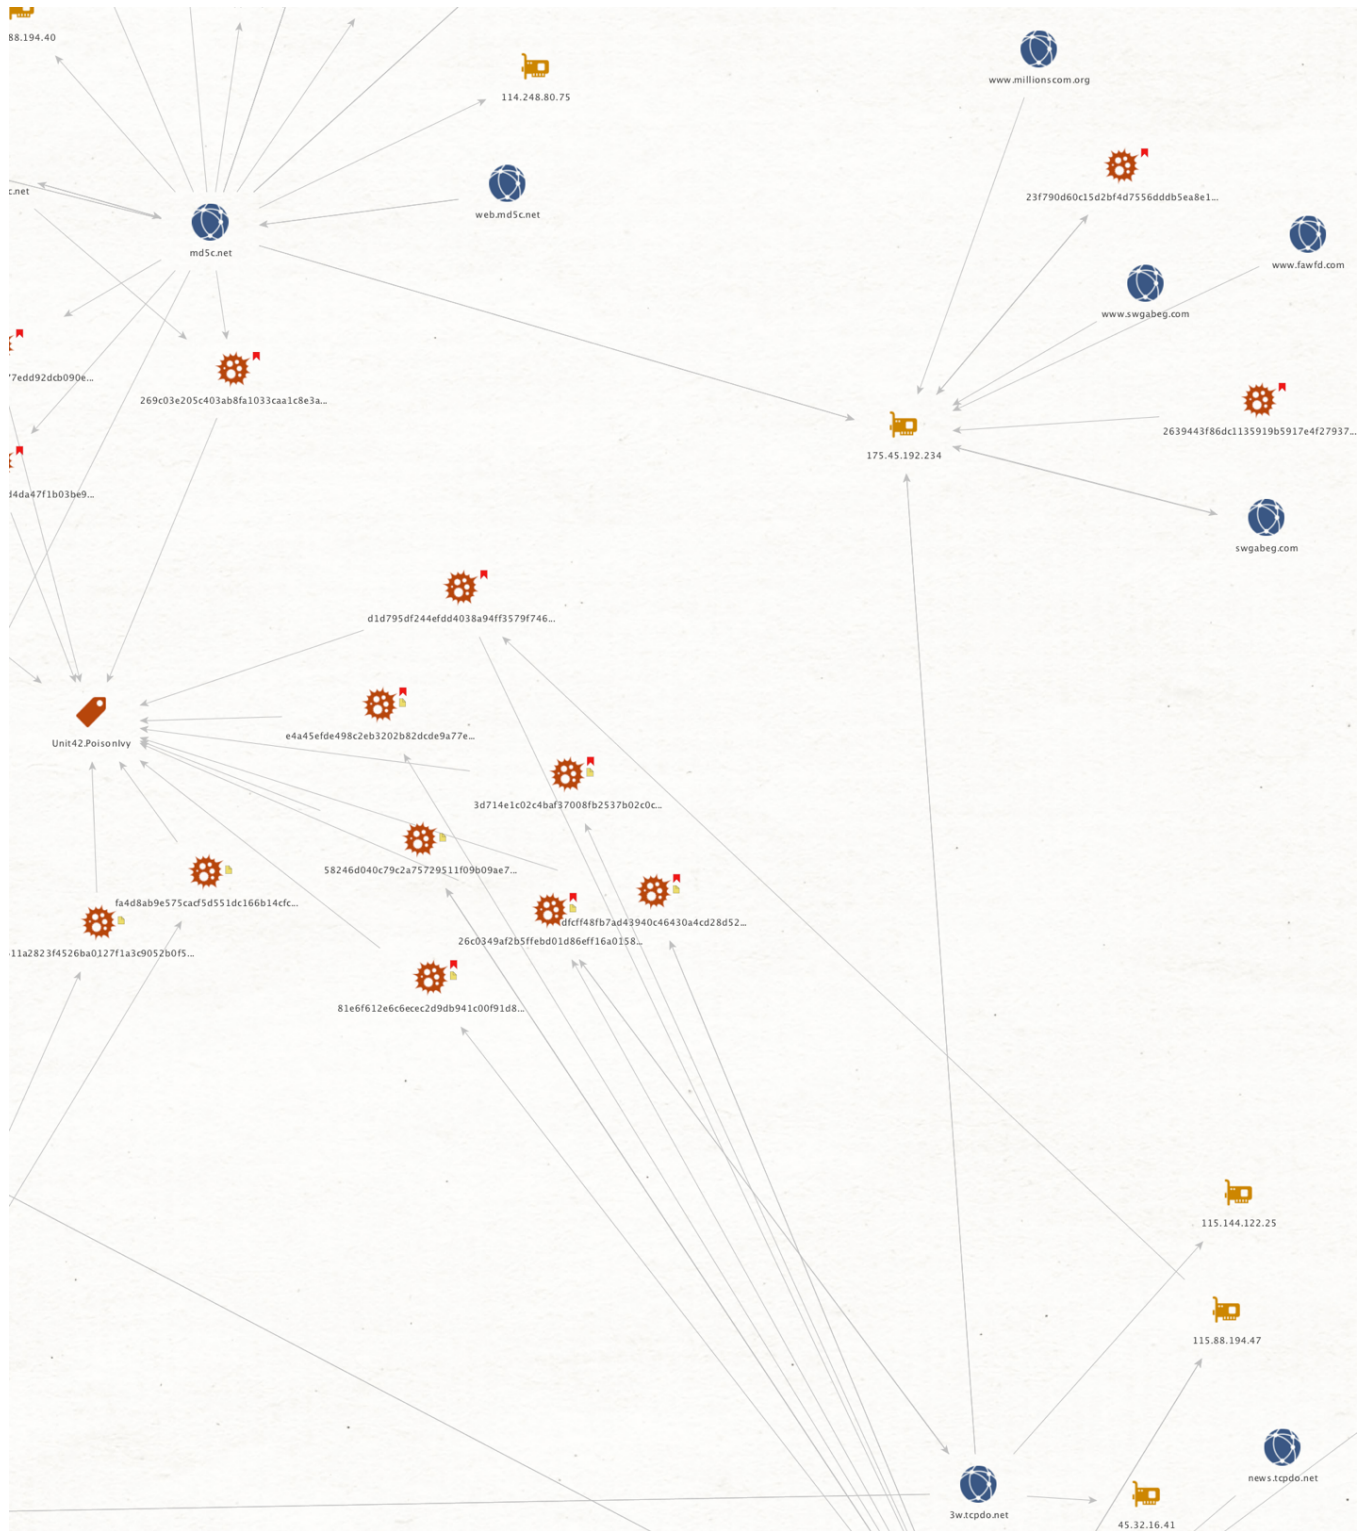 88.194.40
114.248.80.75
www.millionscom.org
23f790d60c15d2bf4d7556dddb5ea8e1...
c.net
web.md5c.net
md5c.net
www.fawfd.com
www.swgabeg.com
77edd92dcb090e...
269c03e205c403ab8fa1033caa1c8e3a...
2639443f86dc1135919b5917e4f27937...
175.45.192.234
d4da47f1b03be9...
swgabeg.com
d1d795df244efdd4038a94ff3579f746...
e4a45efde498c2eb3202b82dcde9a77e...
Unit42.PoisonIvy
3d714e1c02c4baf37008fb2537b02c0c...
58246d040c79c2a75729511f09b09ae7...
fa4d8ab9e575cacf5d551dc166b14cfc...
dfcff48fb7ad43940c46430a4cd28d52...
26c0349af2b5ffebd01d86eff16a0158...
11a2823f4526ba0127f1a3c9052b0f5...
81e6f612e6c6ecec2d9db941c00f91d8...
115.144.122.25
115.88.194.47
news.tcpdo.net
3w.tcpdo.net
45.32.16.41